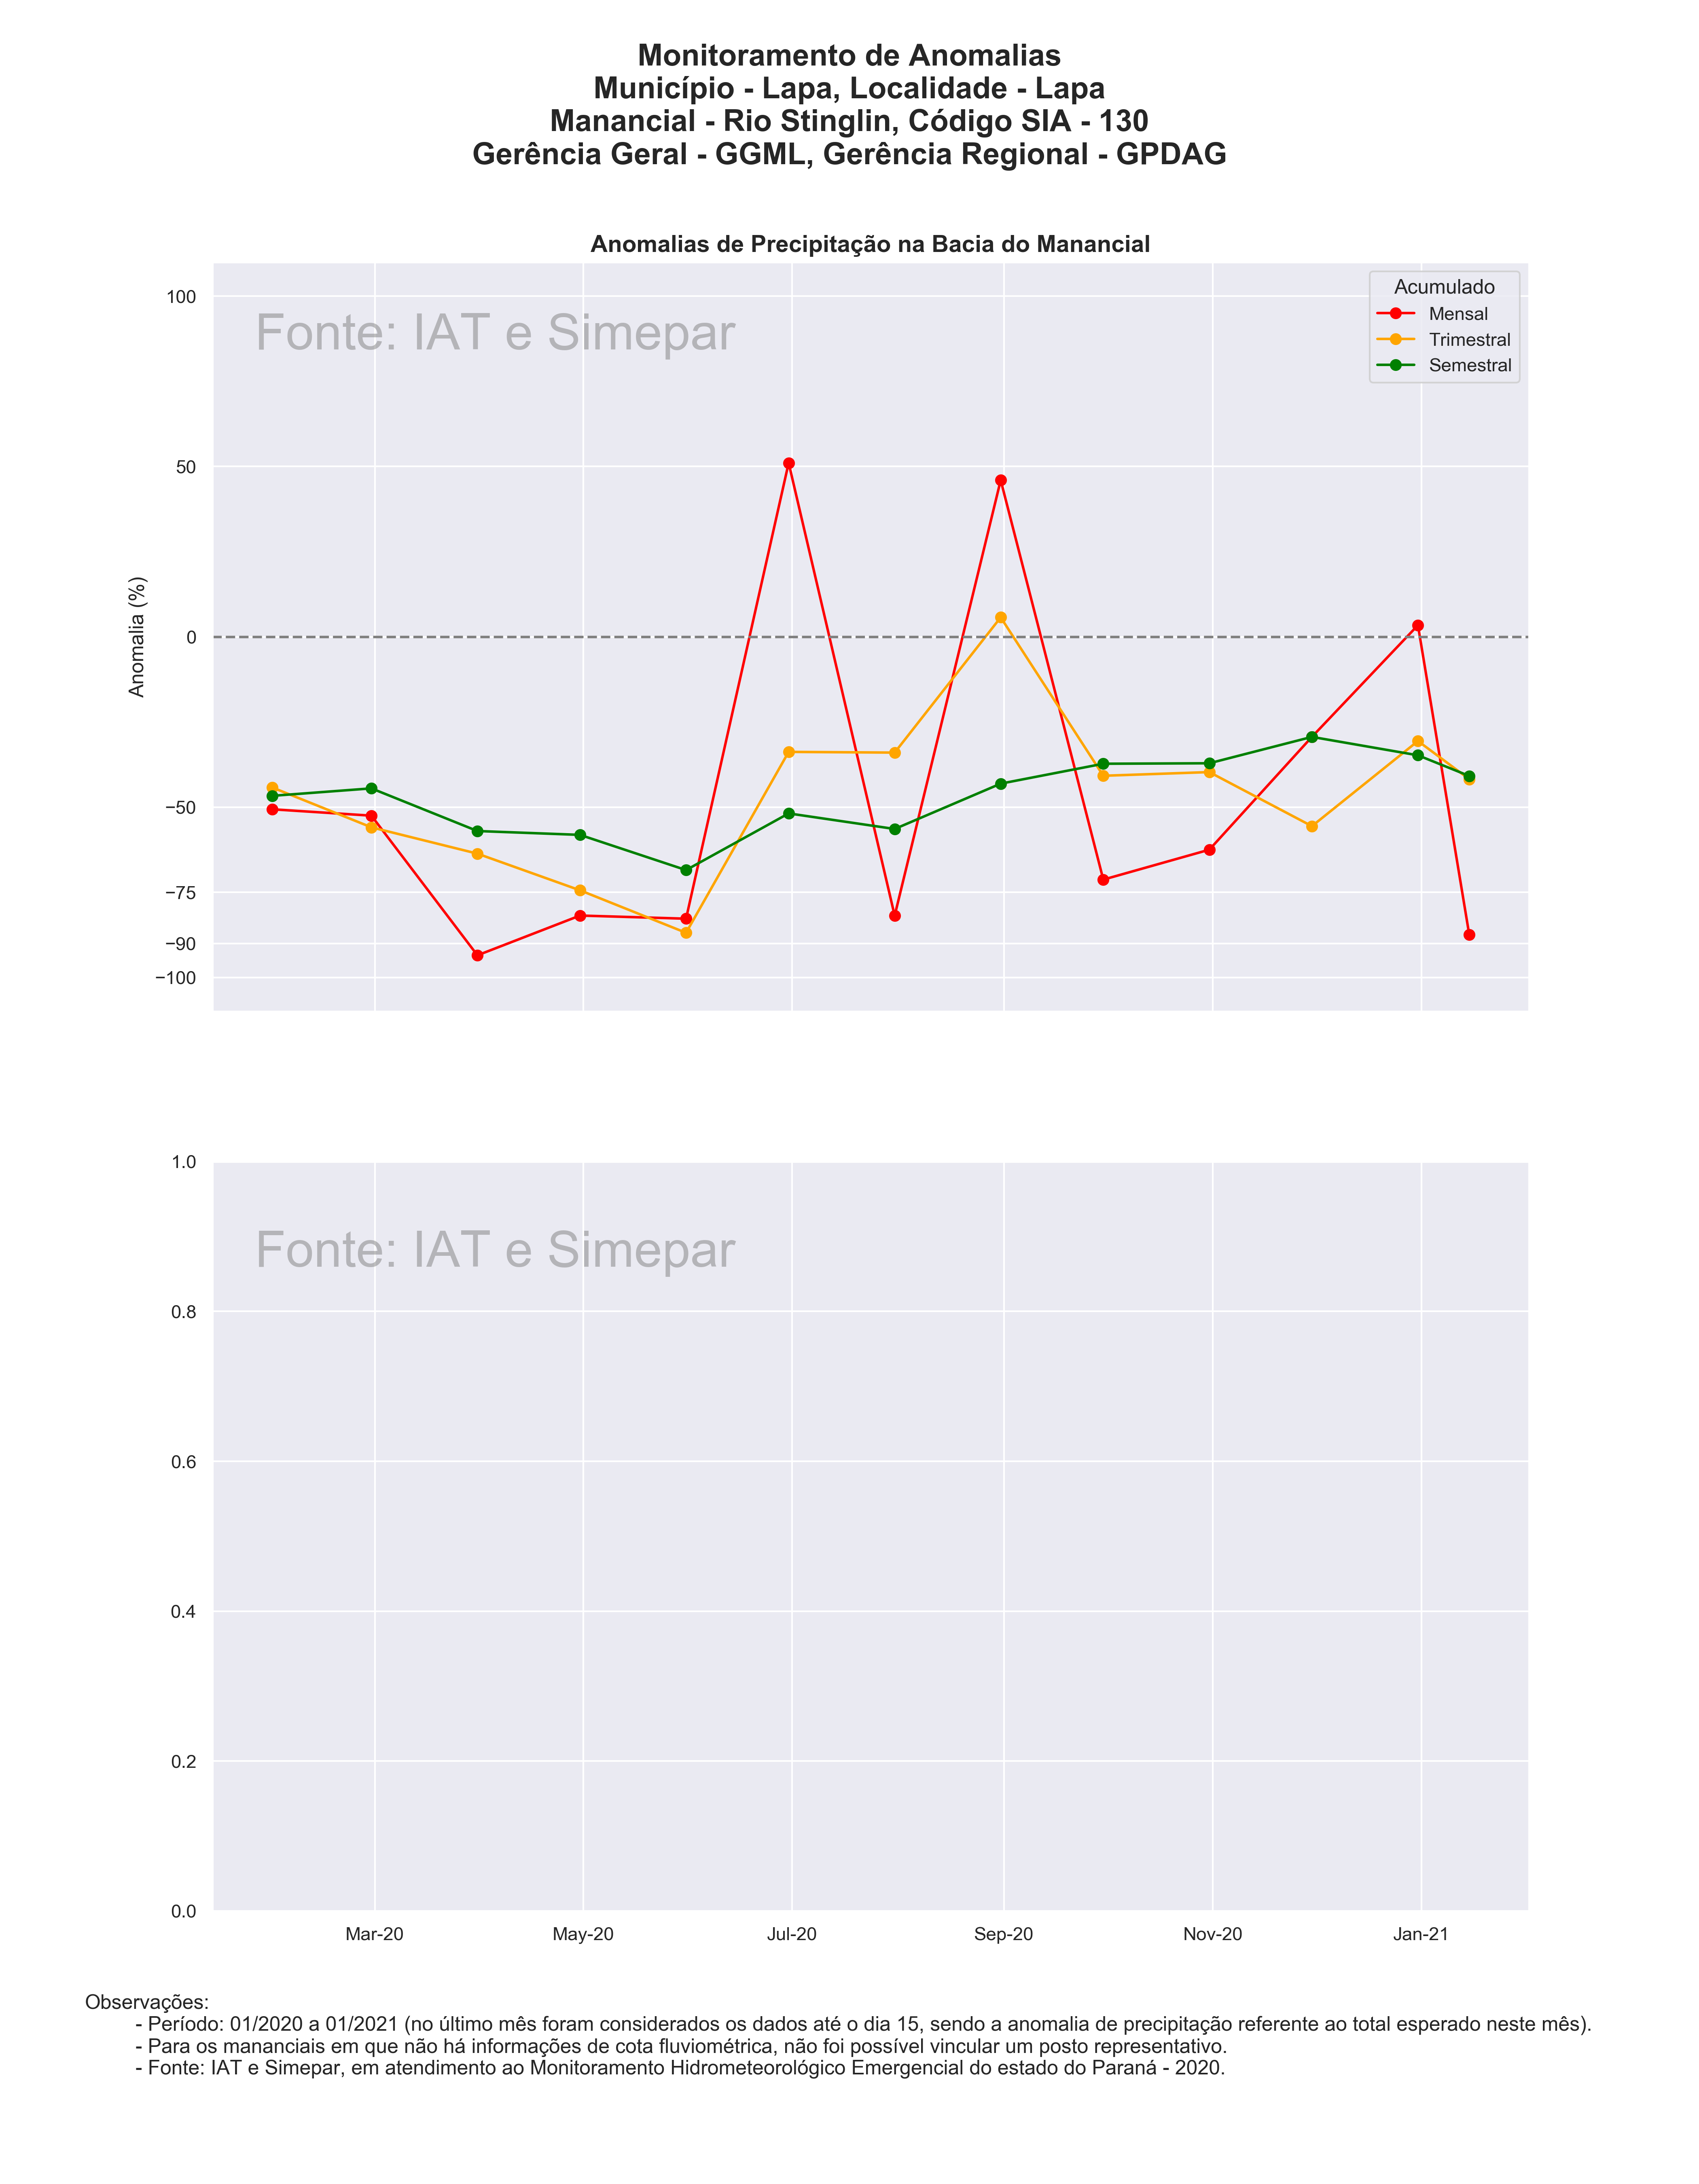 Monitoramento de Anomalias
Município - Lapa, Localidade - Lapa
Manancial - Rio Stinglin, Código SIA - 130
Gerência Geral - GGML, Gerência Regional - GPDAG
Anomalias de Precipitação na Bacia do Manancial
Fonte: IAT e Simepar
Acumulado
Mensal
Trimestral
Semestral
Anomalia (%)
100
50
0
−50
−75
−90
−100
Fonte: IAT e Simepar
1.0
0.8
0.6
0.4
0.2
0.0
Mar-20 May-20 Jul-20 Sep-20 Nov-20 Jan-21
Observações:
- Período: 01/2020 a 01/2021 (no último mês foram considerados os dados até o dia 15, sendo a anomalia de precipitação referente ao total esperado neste mês).
- Para os mananciais em que não há informações de cota fluviométrica, não foi possível vincular um posto representativo.
- Fonte: IAT e Simepar, em atendimento ao Monitoramento Hidrometeorológico Emergencial do estado do Paraná - 2020.